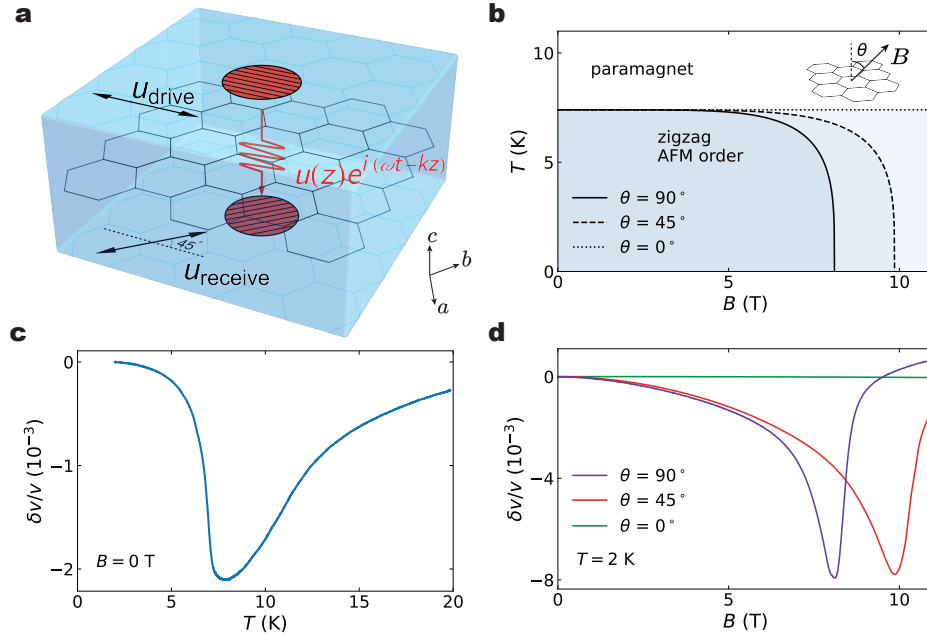 a
u_drive
u(z)e^{i(ωt−kz)}
45°
u_receive
c
b
a
b
10
5
0
T (K)
paramagnet
θ
B
zigzag
AFM order
θ = 90°
θ = 45°
θ = 0°
0
5
10
B (T)
c
0
−1
−2
δv/v (10⁻³)
B = 0 T
0
5
10
15
20
T (K)
d
0
−4
−8
δv/v (10⁻³)
θ = 90°
θ = 45°
θ = 0°
T = 2 K
0
5
10
B (T)